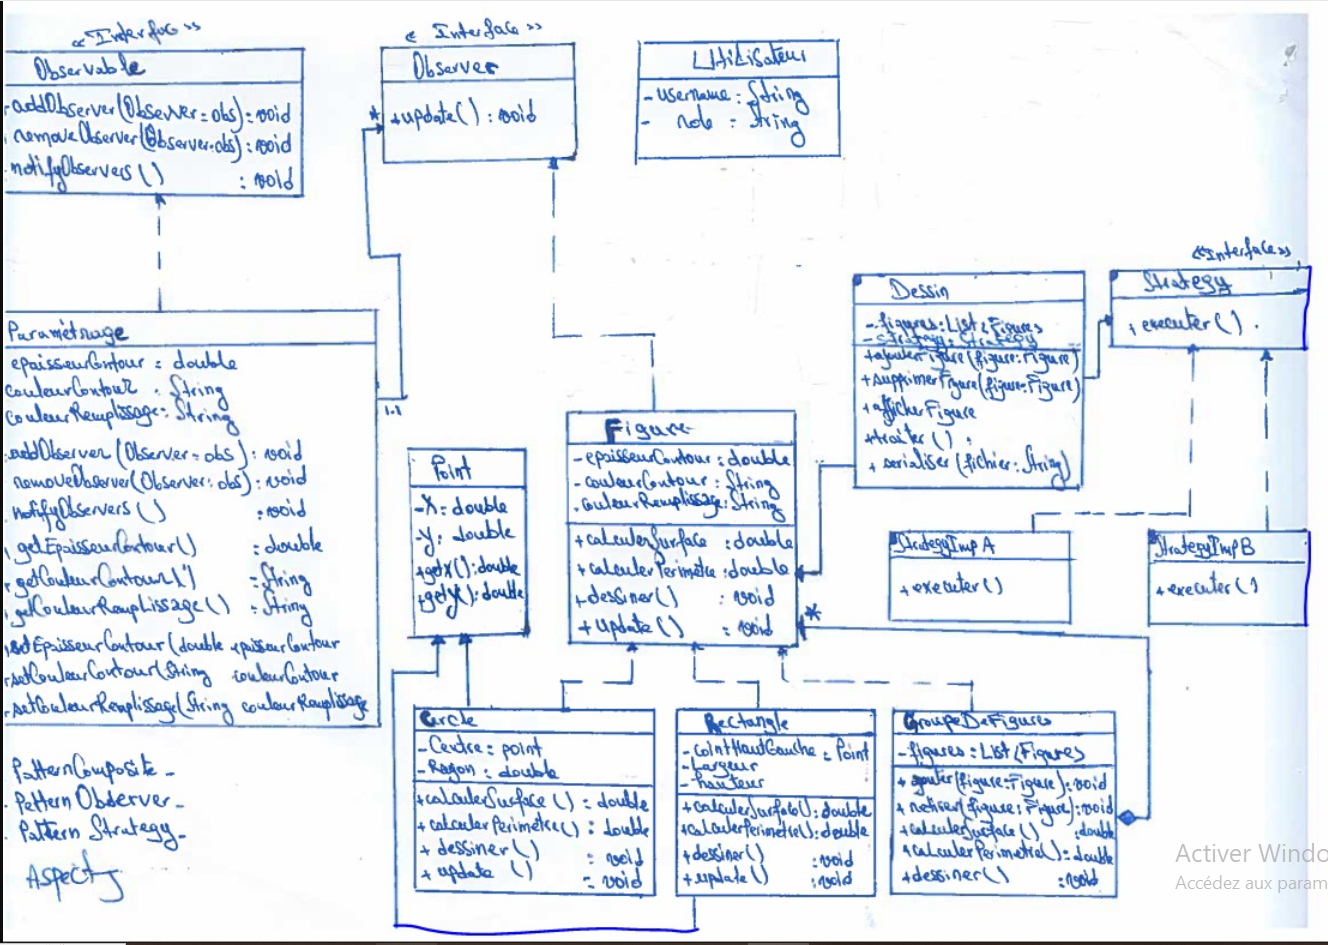 <<Interface>>
Observable
+addObserver(Observer: obs): void
+removeObserver(Observer:obs): void
notifyObservers() : void
<<Interface>>
Observer
+update(): void
Utilisateur
- username: String
- role : String
Paramétrage
epaisseurContour : double
couleurContour : String
couleurRemplissage: String
addObserver(Observer: obs): void
removeObserver(Observer: obs): void
notifyObservers() : void
+getEpaisseurContour() : double
+getCouleurContour() : String
+getCouleurRemplissage() : String
+setEpaisseurContour(double epaisseurContour
+setCouleurContour(String couleurContour
+setCouleurRemplissage(String couleurRemplissage
*
1.1
Point
-X: double
-y: double
+getX(): double
+getY(): double
Figure
- epaisseurContour: double
- couleurContour : String
- couleurRemplissage: String
+ calculerSurface : double
+ calculerPerimetre : double
+ dessiner() : void
+ update() : void
*
Dessin
- figures: List<Figures
- strategy: Strategy
+ajouterFigure(figure:Figure)
+supprimerFigure(figure:Figure)
+afficherFigure
+traiter()
+ serialiser (fichier: String)
<<Interface>>
Strategy
+ executer()
StrategyImpA
+ executer()
StrategyImpB
+ executer()
Circle
- Centre: point
- Rayon: double
+calculerSurface(): double
+calculerPerimetre(): double
+ dessiner() : void
+ update () : void
Rectangle
- cointHautGauche : Point
- Largeur
- hauteur
+calculerSurface(): double
+calculerPerimetre(): double
+dessiner() : void
+update() : void
GroupeDeFigures
- figures: List<Figures
+ ajouter(figure:Figure): void
+ retirer(figure: Figure): void
+ calculerSurface() : double
+ calculerPerimetre(): double
+ dessiner() : void
PatternComposite -
- Pattern Observer -
- Pattern Strategy -
AspectJ
Activer Windo
Accédez aux param